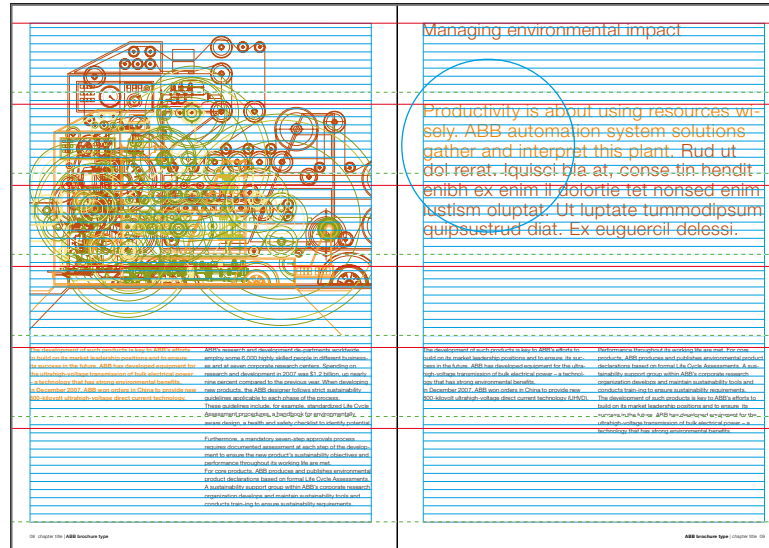 The development of such products is key to ABB's efforts
to build on its market leadership positions and to ensure
its success in the future. ABB has developed equipment for
the ultrahigh-voltage transmission of bulk electrical power
– a technology that has strong environmental benefits.
In December 2007, ABB won orders in China to provide new
800-kilovolt ultrahigh-voltage direct current technology.
ABB's research and development de-partments worldwide
employ some 6,000 highly skilled people in different business-
es and at seven corporate research centers. Spending on
research and development in 2007 was $1.2 billion, up nearly
nine percent compared to the previous year. When developing
new products, the ABB designer follows strict sustainability
guidelines applicable to each phase of the process.
These guidelines include, for example, standardized Life Cycle
Assessment procedures, a handbook for environmentally
aware design, a health and safety checklist to identify potential
Furthermore, a mandatory seven-step approvals process
requires documented assessment at each step of the develop-
ment to ensure the new product's sustainability objectives and
performance throughout its working life are met.
For core products, ABB produces and publishes environmental
product declarations based on formal Life Cycle Assessments.
A sustainability support group within ABB's corporate research
organization develops and maintain sustainability tools and
conducts train-ing to ensure sustainability requirements.
08 chapter title | ABB brochure type
Managing environmental impact
Productivity is about using resources wi-
sely. ABB automation system solutions
gather and interpret this plant. Rud ut
dol rerat. Iquisci bla at, conse tin hendit
enibh ex enim il dolortie tet nonsed enim
iustism oluptat. Ut luptate tummodipsum
quipsustrud diat. Ex euguercil delessi.
The development of such products is key to ABB's efforts to
build on its market leadership positions and to ensure, its suc-
cess in the future. ABB has developed equipment for the ultra-
high-voltage transmission of bulk electrical power – a technol-
ogy that has strong environmental benefits.
In December 2007, ABB won orders in China to provide new
800-kilovolt ultrahigh-voltage direct current technology (UHVD).
Performance throughout its working life are met. For core
products, ABB produces and publishes environmental product
declarations based on formal Life Cycle Assessments. A sus-
tainability support group within ABB's corporate research
organization develops and maintain sustainability tools and
conducts train-ing to ensure sustainability requirements.
The development of such products is key to ABB's efforts to
build on its market leadership positions and to ensure its
success in the future. ABB has developed equipment for the
ultrahigh-voltage transmission of bulk electrical power – a
technology that has strong environmental benefits.
ABB brochure type | chapter title 09